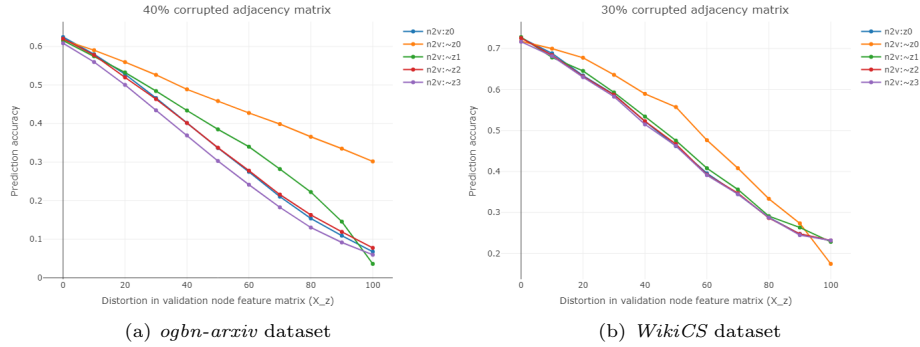 40% corrupted adjacency matrix
0.6
0.5
0.4
0.3
0.2
0.1
0
Prediction accuracy
0 20 40 60 80 100
Distortion in validation node feature matrix (X_z)
n2v:z0
n2v:~z0
n2v:~z1
n2v:~z2
n2v:~z3
(a) ogbn-arxiv dataset
30% corrupted adjacency matrix
0.7
0.6
0.5
0.4
0.3
0.2
Prediction accuracy
0 20 40 60 80 100
Distortion in validation node feature matrix (X_z)
n2v:z0
n2v:~z0
n2v:~z1
n2v:~z2
n2v:~z3
(b) WikiCS dataset